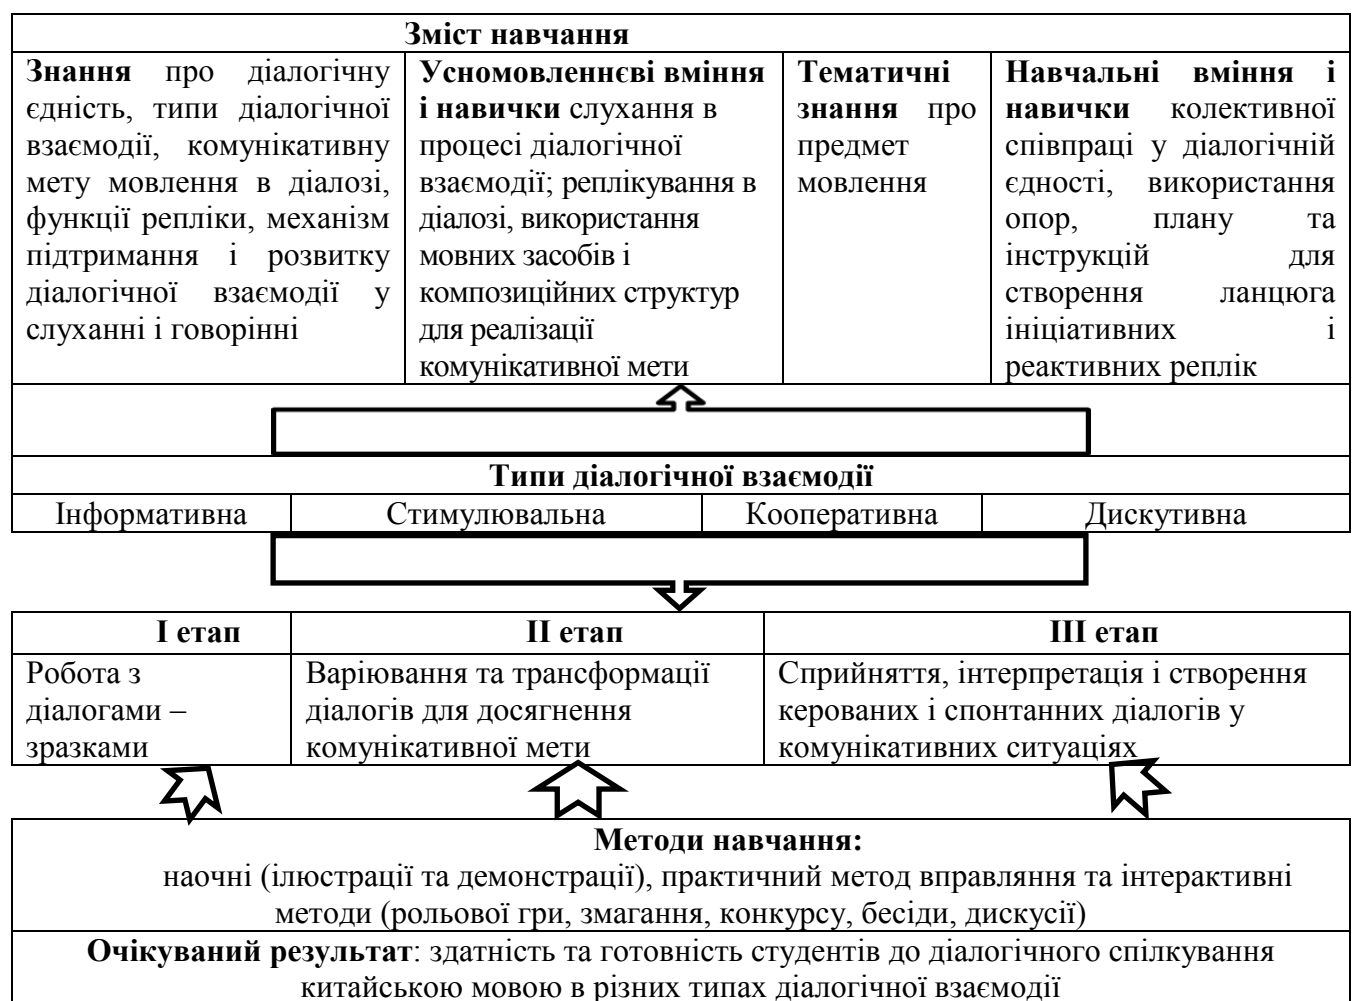 Зміст навчання
Знання про діалогічну
єдність, типи діалогічної
взаємодії, комунікативну
мету мовлення в діалозі,
функції репліки, механізм
підтримання і розвитку
діалогічної взаємодії у
слуханні і говорінні
Усномовленнєві вміння
і навички слухання в
процесі діалогічної
взаємодії; реплікування в
діалозі, використання
мовних засобів і
композиційних структур
для реалізації
комунікативної мети
Тематичні
знання про
предмет
мовлення
Навчальні вміння і
навички колективної
співпраці у діалогічній
єдності, використання
опор, плану та
інструкцій для
створення ланцюга
ініціативних і
реактивних реплік
Типи діалогічної взаємодії
Інформативна
Стимулювальна
Кооперативна
Дискутивна
І етап
ІІ етап
ІІІ етап
Робота з
діалогами –
зразками
Варіювання та трансформації
діалогів для досягнення
комунікативної мети
Сприйняття, інтерпретація і створення
керованих і спонтанних діалогів у
комунікативних ситуаціях
Методи навчання:
наочні (ілюстрації та демонстрації), практичний метод вправляння та інтерактивні
методи (рольової гри, змагання, конкурсу, бесіди, дискусії)
Очікуваний результат: здатність та готовність студентів до діалогічного спілкування
китайською мовою в різних типах діалогічної взаємодії